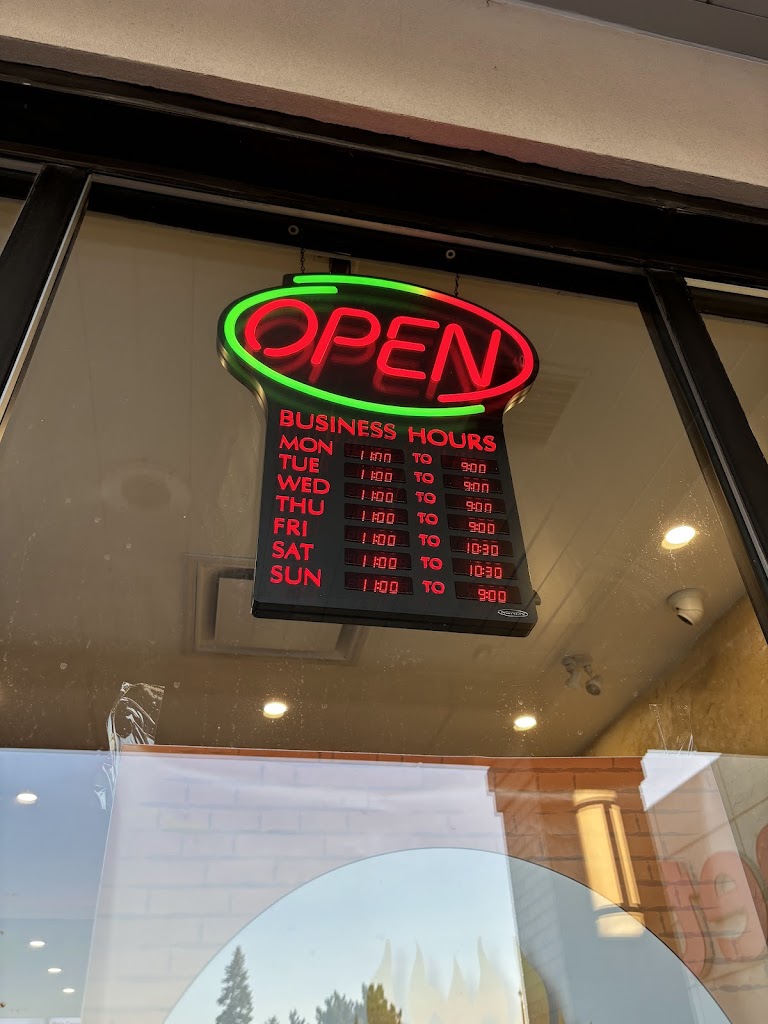 OPEN
BUSINESS HOURS
MON 11:00 TO 9:00
TUE 11:00 TO 9:00
WED 11:00 TO 9:00
THU 11:00 TO 9:00
FRI 11:00 TO 10:30
SAT 11:00 TO 10:30
SUN 11:00 TO 9:00